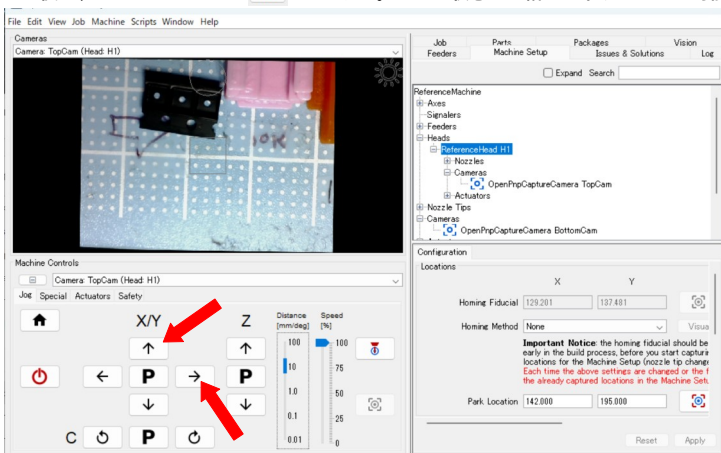 File Edit View Job Machine Scripts Window Help
Cameras
Camera: TopCam (Head: H1)
10K
Machine Controls
Camera: TopCam (Head: H1)
Jog Special Actuators Safety
X/Y Z
Distance [mm/deg]
Speed [%]
100 100
10 75
1.0 50
0.1 25
0.01 0
P P
C P
Job Parts Packages Vision
Feeders Machine Setup Issues & Solutions Log
Expand Search
ReferenceMachine
Axes
Signalers
Feeders
Heads
ReferenceHead H1
Nozzles
Cameras
OpenPnpCaptureCamera TopCam
Actuators
Nozzle Tips
Cameras
OpenPnpCaptureCamera BottomCam
Configuration
Locations
X Y
Homing Fiducial 129.201 137.481
Homing Method None Visua
Important Notice: the homing fiducial should be
early in the build process, before you start capturin
locations for the Machine Setup (nozzle tip change
Each time the above settings are changed or the f
the already captured locations in the Machine Setu
Park Location 142.000 195.000
Reset Apply